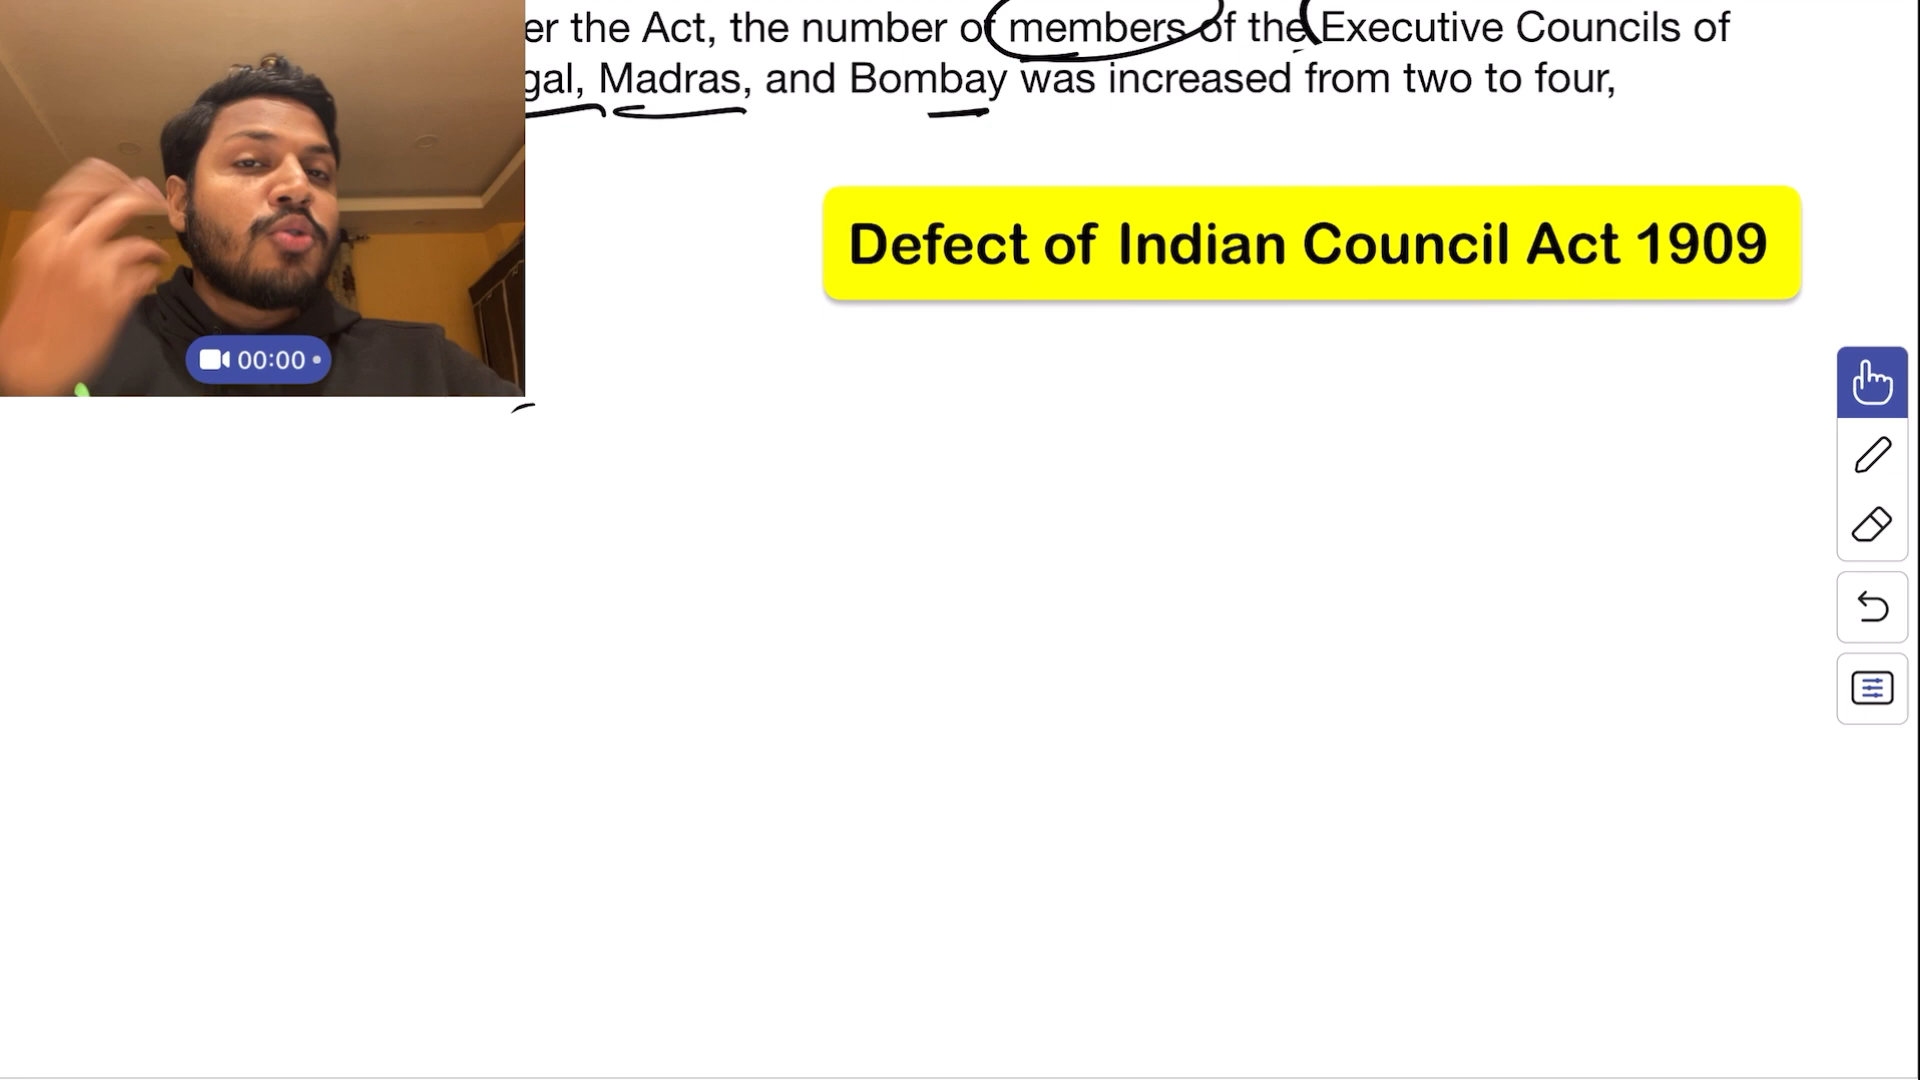 er the Act, the number of members of the Executive Councils of
gal, Madras, and Bombay was increased from two to four,
Defect of Indian Council Act 1909
00:00